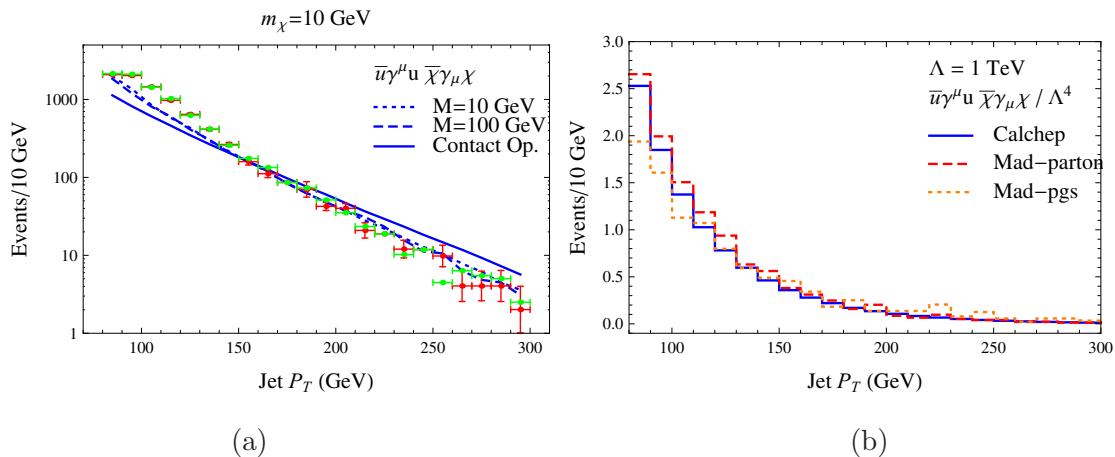 m_χ=10 GeV
Events/10 GeV
1000
100
10
1
ūγ^μu χ̄γ_μχ
M=10 GeV
M=100 GeV
Contact Op.
100
150
200
250
300
Jet P_T (GeV)
(a)
Events/10 GeV
3.0
2.5
2.0
1.5
1.0
0.5
0.0
Λ = 1 TeV
ūγ^μu χ̄γ_μχ / Λ^4
Calchep
Mad-parton
Mad-pgs
100
150
200
250
300
Jet P_T (GeV)
(b)